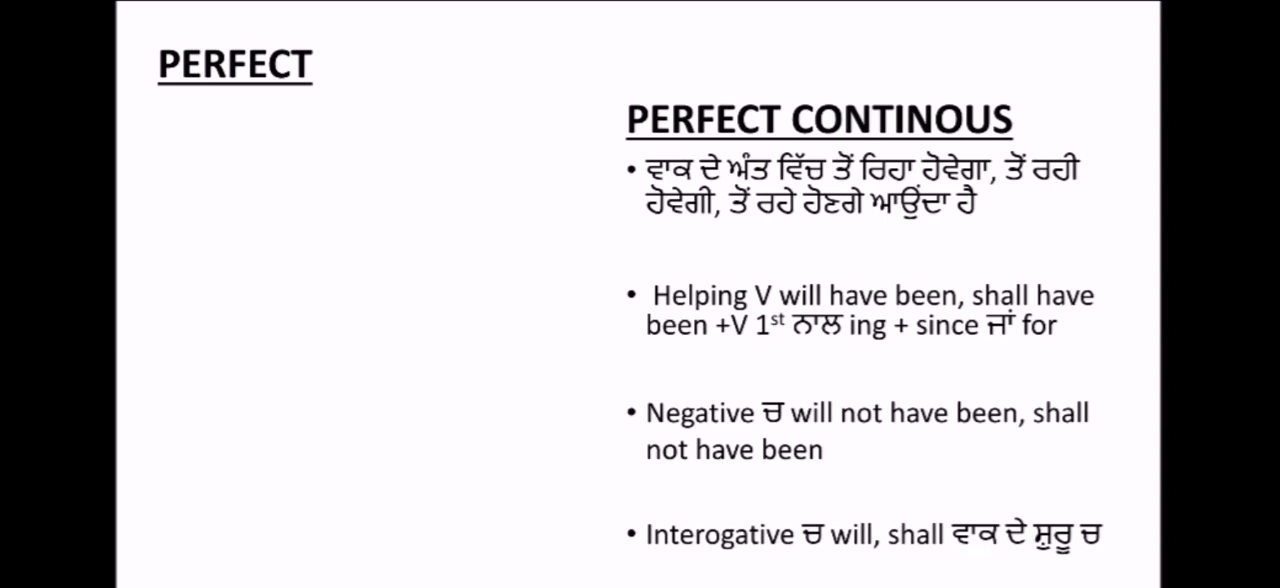 PERFECT
PERFECT CONTINOUS
• ਵਾਕ ਦੇ ਅੰਤ ਵਿੱਚ ਤੋਂ ਰਿਹਾ ਹੋਵੇਗਾ, ਤੋਂ ਰਹੀ
ਹੋਵੇਗੀ, ਤੋਂ ਰਹੇ ਹੋਣਗੇ ਆਉਂਦਾ ਹੈ
• Helping V will have been, shall have
been +V 1st ਨਾਲ ing + since ਜਾਂ for
• Negative ਚ will not have been, shall
not have been
• Interogative ਚ will, shall ਵਾਕ ਦੇ ਸ਼ੁਰੂ ਚ